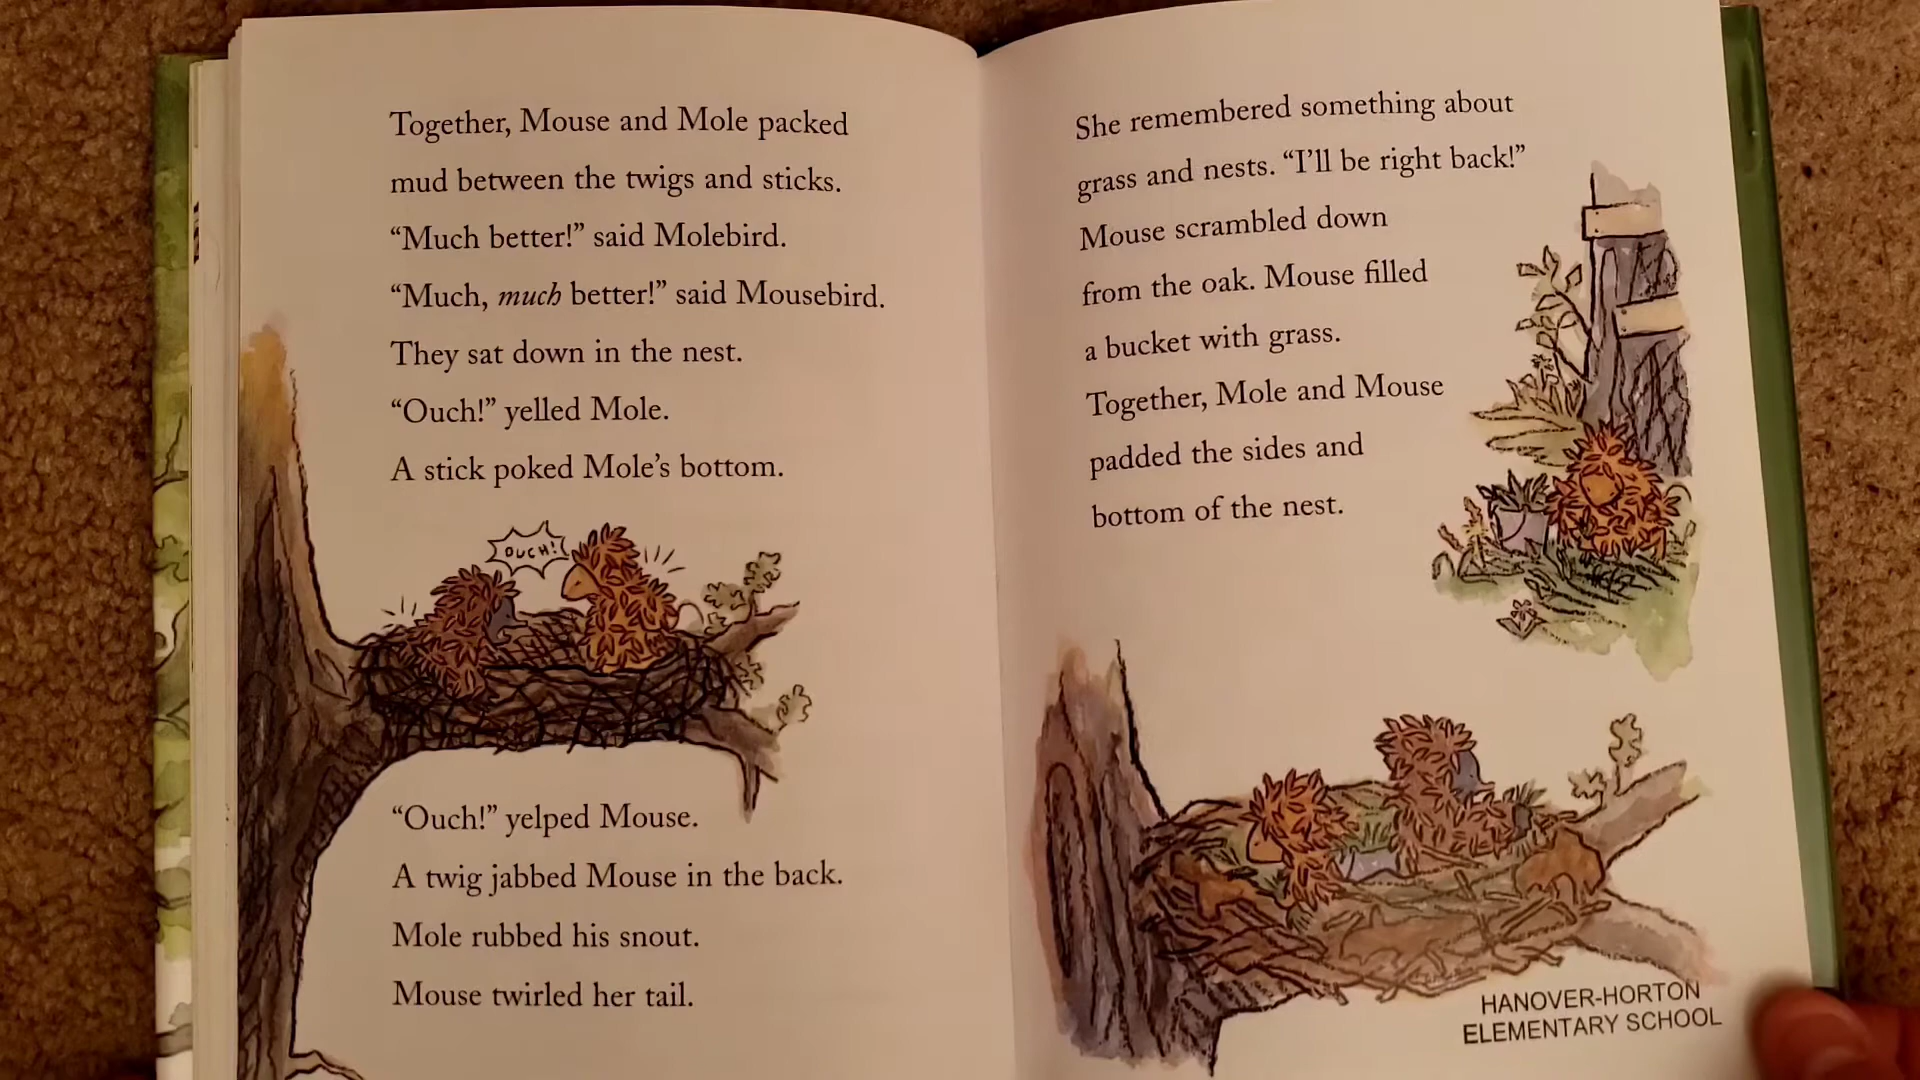 Together, Mouse and Mole packed
mud between the twigs and sticks.
“Much better!” said Molebird.
“Much, much better!” said Mousebird.
They sat down in the nest.
“Ouch!” yelled Mole.
A stick poked Mole’s bottom.
OUCH!
“Ouch!” yelped Mouse.
A twig jabbed Mouse in the back.
Mole rubbed his snout.
Mouse twirled her tail.
She remembered something about
grass and nests. “I’ll be right back!”
Mouse scrambled down
from the oak. Mouse filled
a bucket with grass.
Together, Mole and Mouse
padded the sides and
bottom of the nest.
HANOVER-HORTON
ELEMENTARY SCHOOL